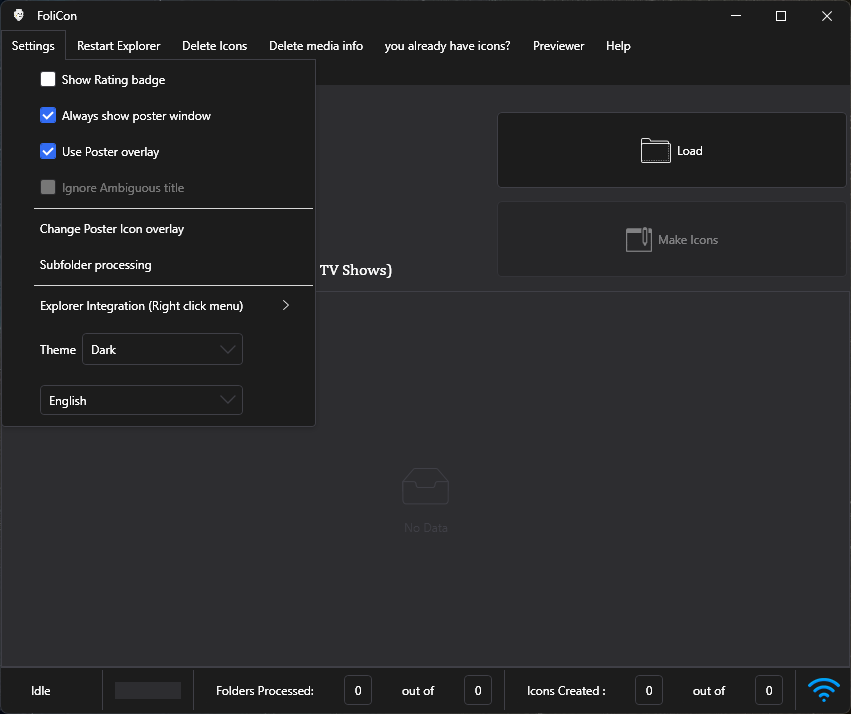 FoliCon
Settings Restart Explorer Delete Icons Delete media info you already have icons? Previewer Help
Show Rating badge
Always show poster window
Use Poster overlay
Ignore Ambiguous title
Change Poster Icon overlay
Subfolder processing
Explorer Integration (Right click menu)
Theme Dark
English
Load
Make Icons
TV Shows)
No Data
Idle Folders Processed: 0 out of 0 Icons Created : 0 out of 0